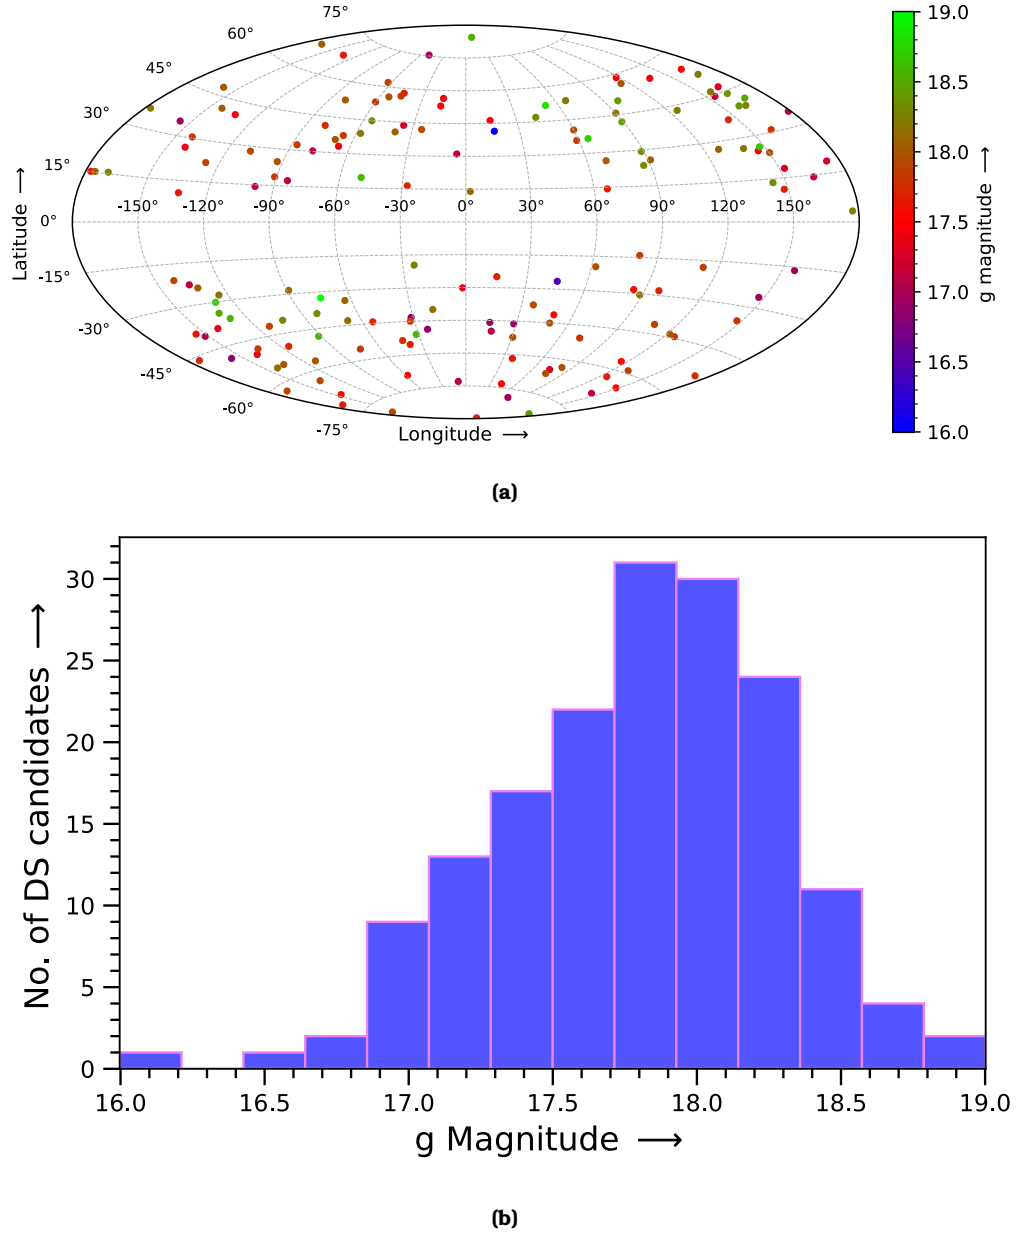 75°
60°
45°
30°
15°
0°
-15°
-30°
-45°
-60°
-75°
-150° -120° -90° -60° -30° 0° 30° 60° 90° 120° 150°
Latitude ⟶
Longitude ⟶
19.0
18.5
18.0
17.5
17.0
16.5
16.0
g magnitude ⟶
(a)
30
25
20
15
10
5
0
No. of DS candidates ⟶
16.0 16.5 17.0 17.5 18.0 18.5 19.0
g Magnitude ⟶
(b)